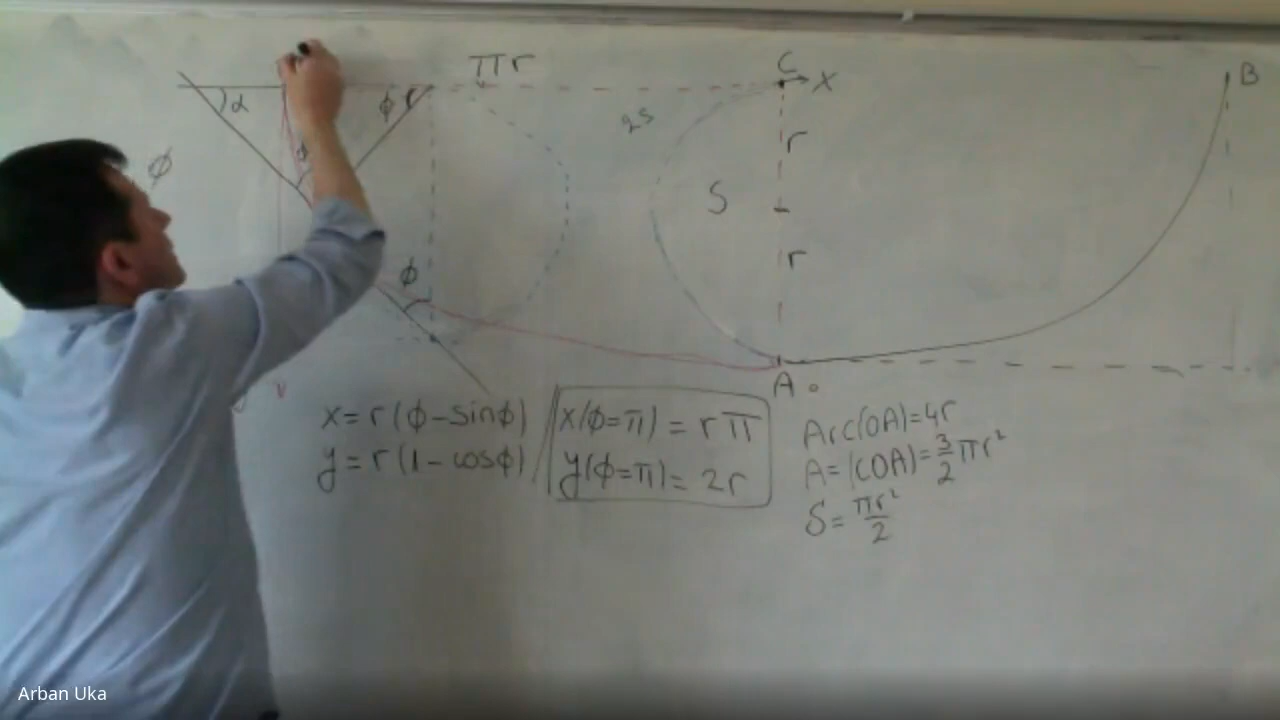 πr
C
x
B
α
ϕ
r
2S
ϕ
S
r
r
ϕ
A
x=r(ϕ-sinϕ)
y=r(1-cosϕ)
x(ϕ=π)=rπ
y(ϕ=π)=2r
Arc(OA)=4r
A=(COA)=3/2 πr²
S=πr²/2
Arban Uka